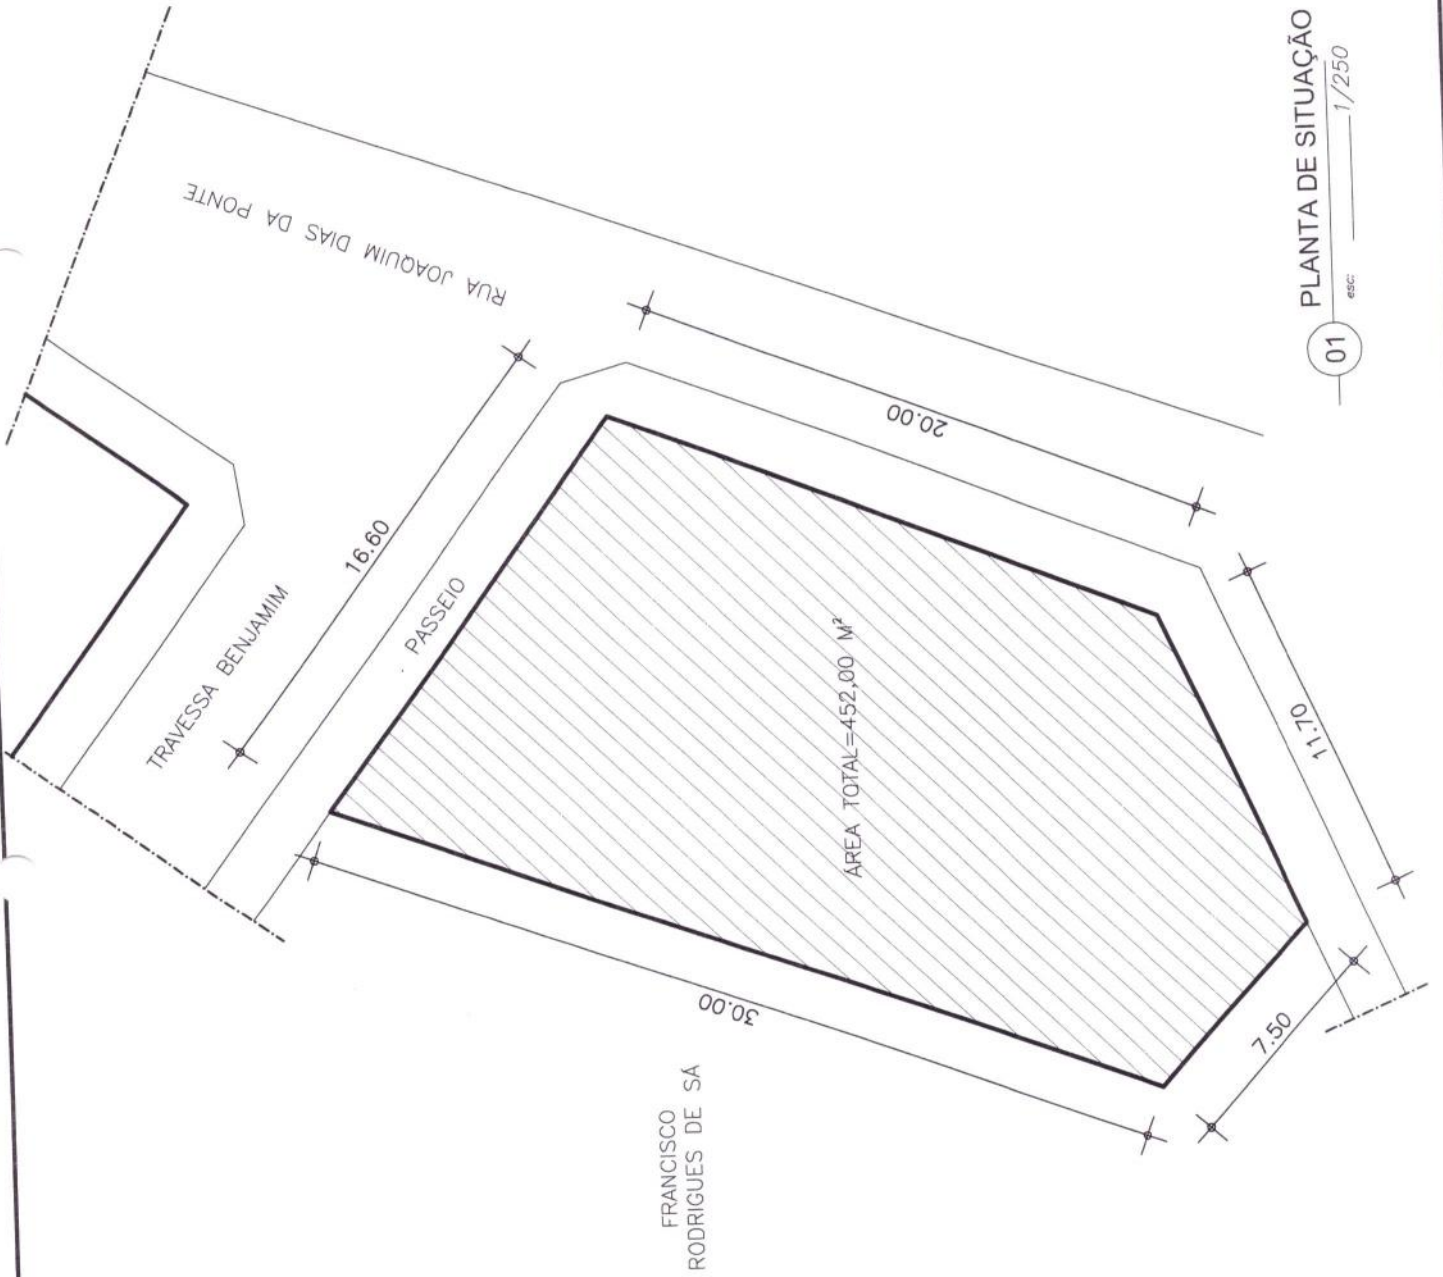 RUA JOAQUIM DIAS DA PONTE
TRAVESSA BENJAMIM
16.60
PASSEIO
20.00
ÁREA TOTAL=452,00 M²
30.00
11.70
7.50
FRANCISCO
RODRIGUES DE SÁ
01
PLANTA DE SITUAÇÃO
esc: 1/250